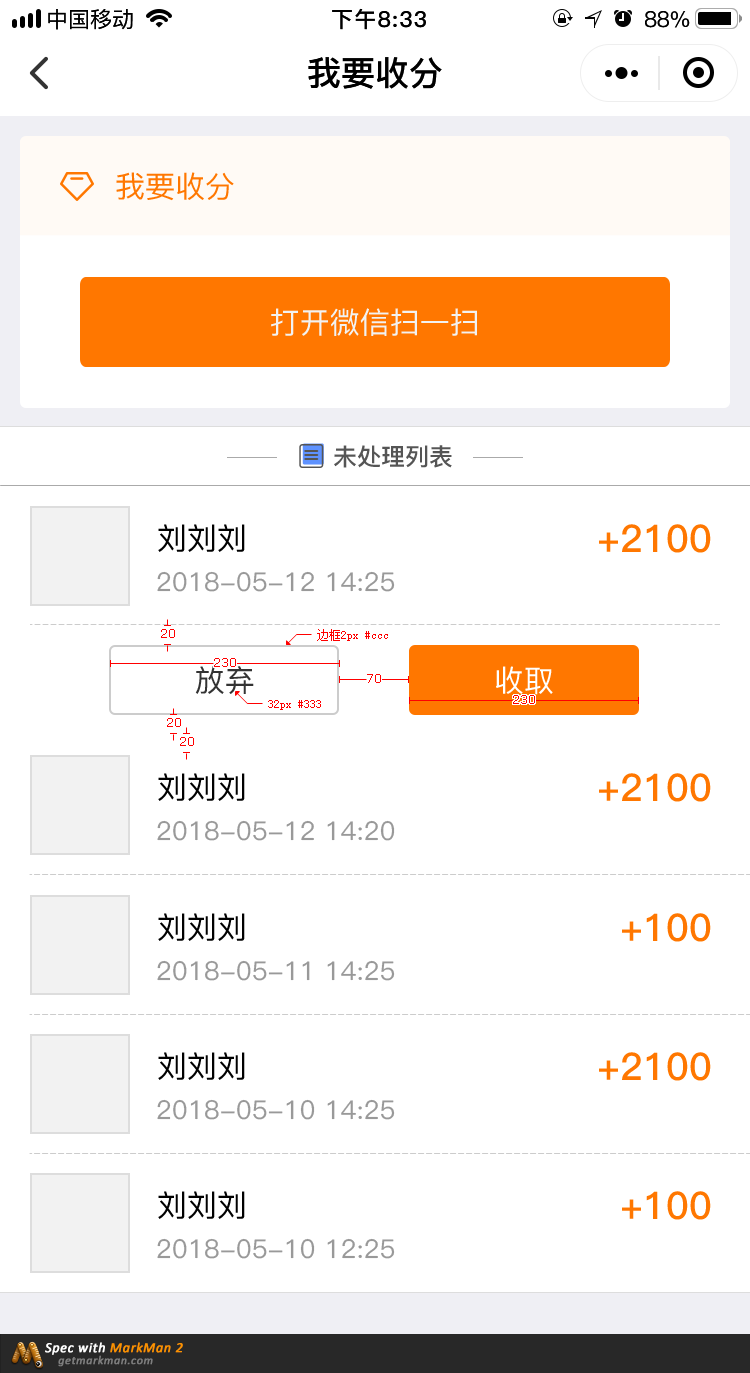 中国移动 下午8:33 88%
我要收分
我要收分
打开微信扫一扫
未处理列表
刘刘刘 +2100
2018-05-12 14:25
20 边框2px #ccc
230
放弃 70 收取
32px #333 230
20
20
刘刘刘 +2100
2018-05-12 14:20
刘刘刘 +100
2018-05-11 14:25
刘刘刘 +2100
2018-05-10 14:25
刘刘刘 +100
2018-05-10 12:25
Spec with MarkMan 2
getmarkman.com